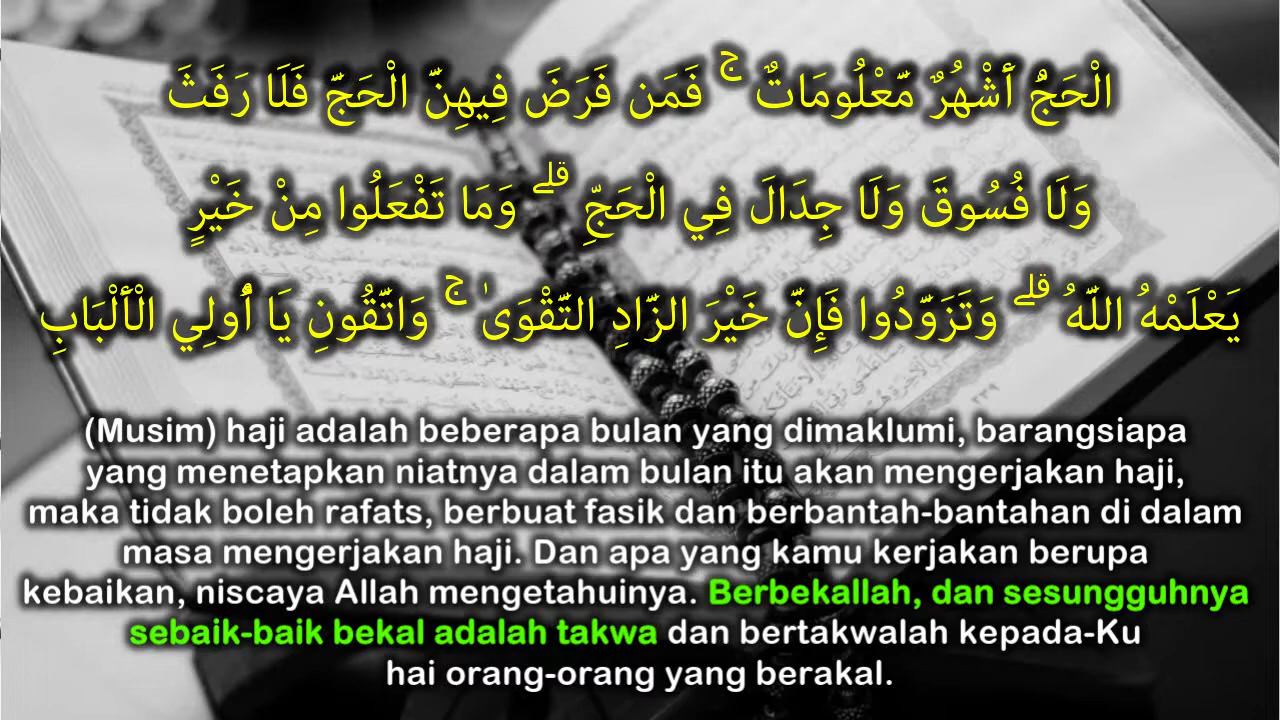 الْحَجُّ أَشْهُرٌ مَّعْلُومَاتٌ ۚ فَمَن فَرَضَ فِيهِنَّ الْحَجَّ فَلَا رَفَثَ
وَلَا فُسُوقَ وَلَا جِدَالَ فِي الْحَجِّ ۗ وَمَا تَفْعَلُوا مِنْ خَيْرٍ
يَعْلَمْهُ اللَّهُ ۗ وَتَزَوَّدُوا فَإِنَّ خَيْرَ الزَّادِ التَّقْوَىٰ ۚ وَاتَّقُونِ يَا أُولِي الْأَلْبَابِ
(Musim) haji adalah beberapa bulan yang dimaklumi, barangsiapa
yang menetapkan niatnya dalam bulan itu akan mengerjakan haji,
maka tidak boleh rafats, berbuat fasik dan berbantah-bantahan di dalam
masa mengerjakan haji. Dan apa yang kamu kerjakan berupa
kebaikan, niscaya Allah mengetahuinya. Berbekallah, dan sesungguhnya
sebaik-baik bekal adalah takwa dan bertakwalah kepada-Ku
hai orang-orang yang berakal.